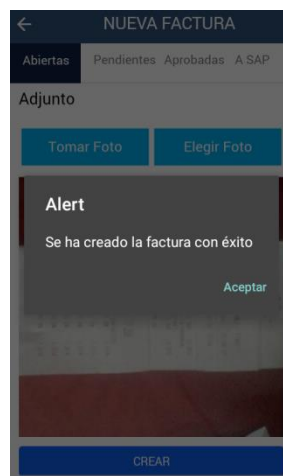 NUEVA FACTURA
Abiertas Pendientes Aprobadas A SAP
Adjunto
Tomar Foto Elegir Foto
Alert
Se ha creado la factura con éxito
Aceptar
CREAR